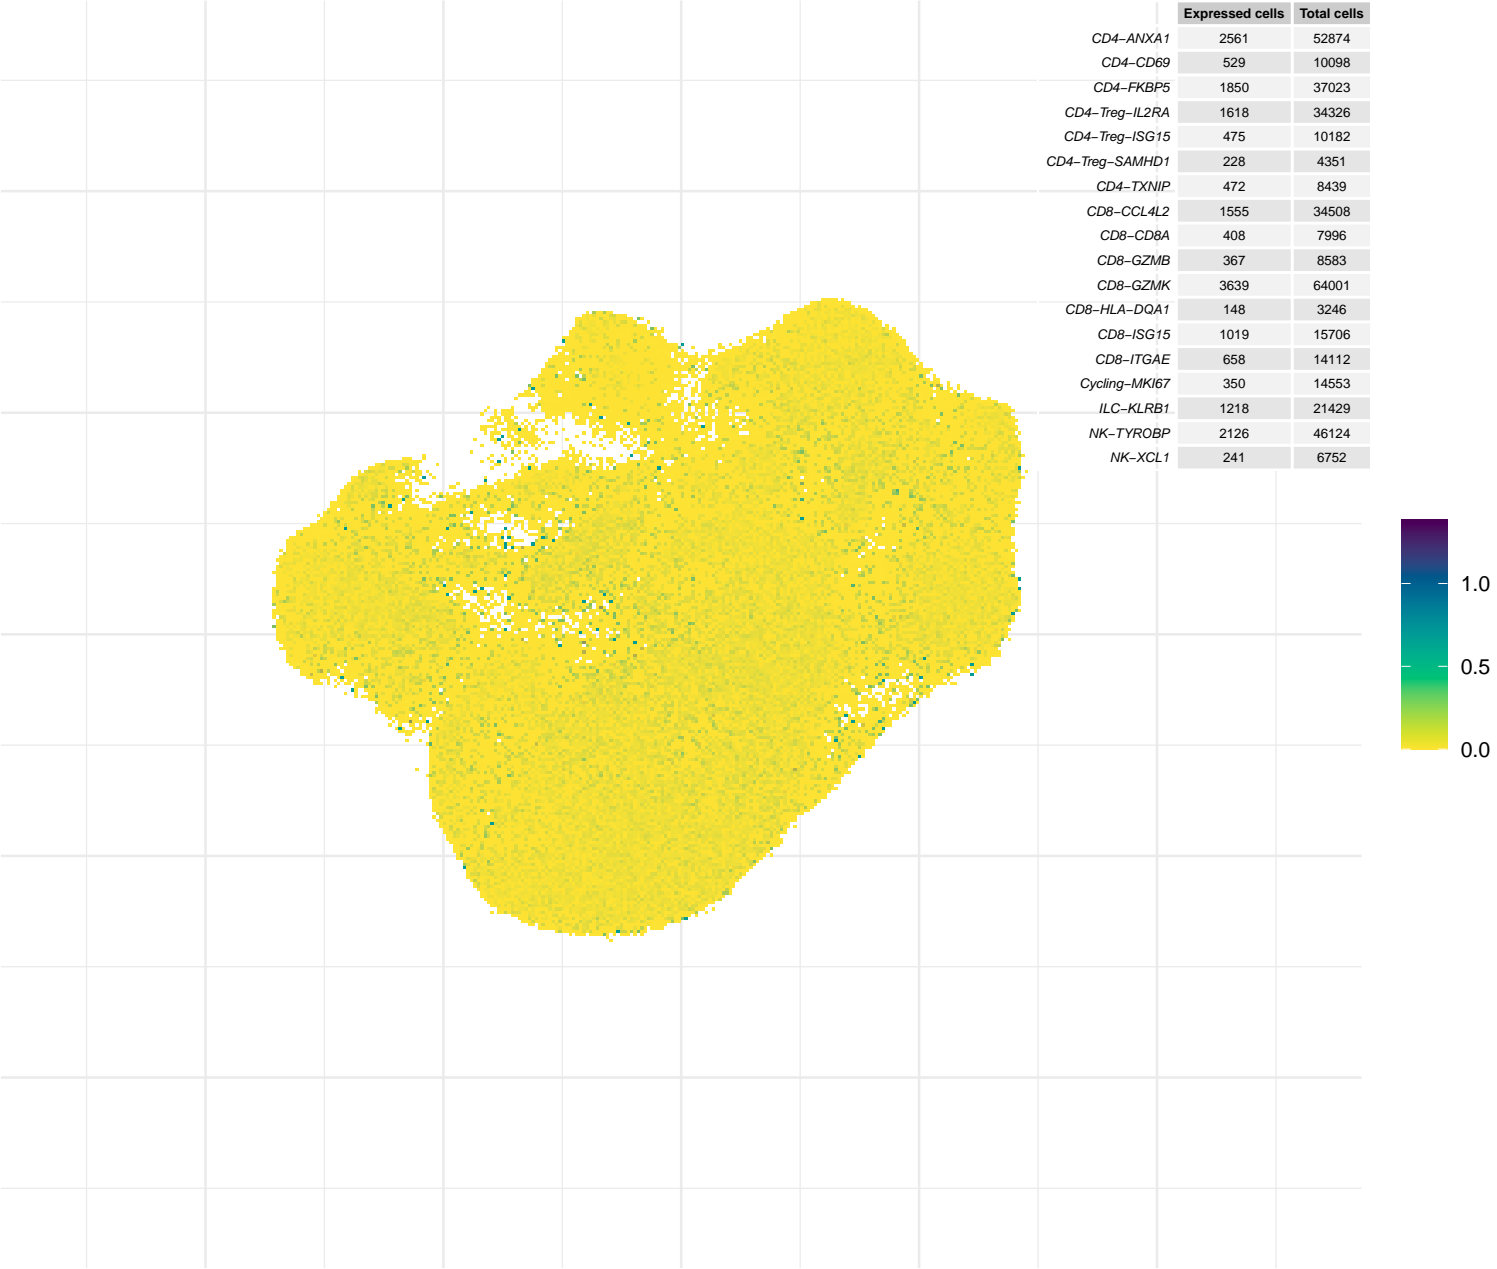 Expressed cells Total cells
CD4−ANXA1 2561 52874
CD4−CD69 529 10098
CD4−FKBP5 1850 37023
CD4−Treg−IL2RA 1618 34326
CD4−Treg−ISG15 475 10182
CD4−Treg−SAMHD1 228 4351
CD4−TXNIP 472 8439
CD8−CCL4L2 1555 34508
CD8−CD8A 408 7996
CD8−GZMB 367 8583
CD8−GZMK 3639 64001
CD8−HLA−DQA1 148 3246
CD8−ISG15 1019 15706
CD8−ITGAE 658 14112
Cycling−MKI67 350 14553
ILC−KLRB1 1218 21429
NK−TYROBP 2126 46124
NK−XCL1 241 6752
1.0
0.5
0.0